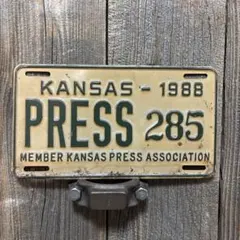 KANSAS - 1988
PRESS 285
MEMBER KANSAS PRESS ASSOCIATION